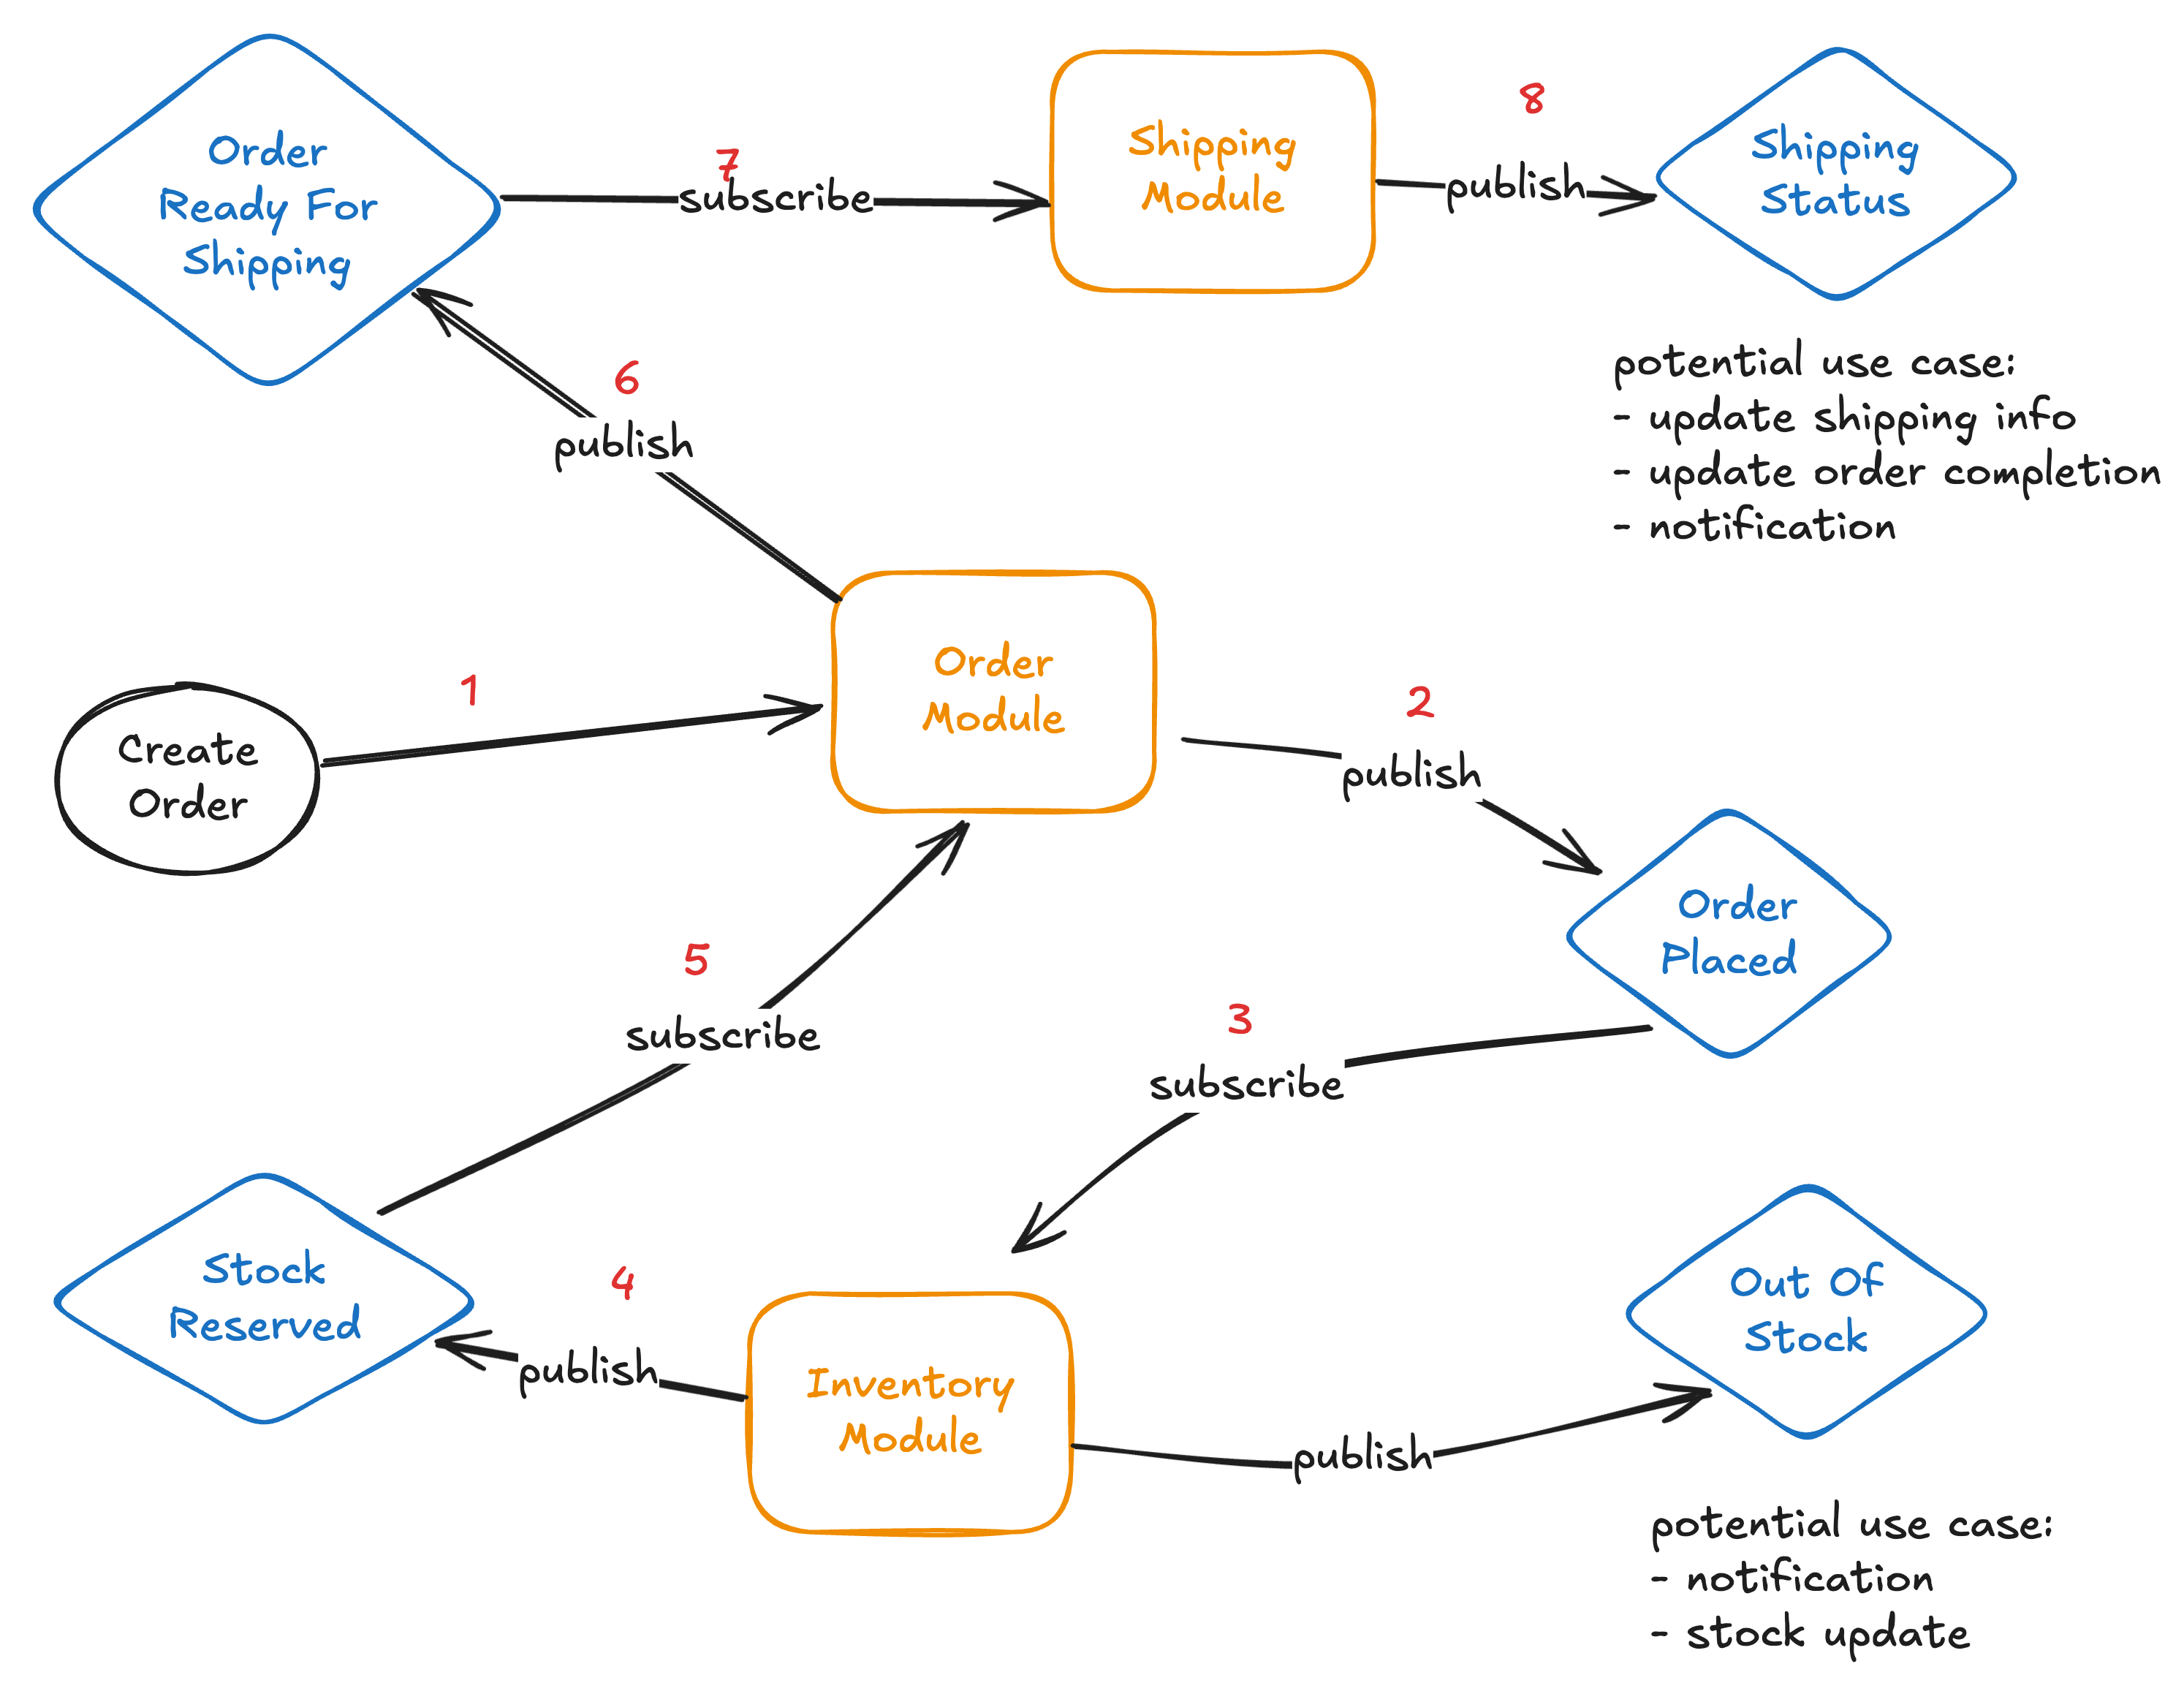 Order
Ready For
Shipping
7
subscribe
Shipping
Module
8
publish
Shipping
Status
potential use case:
- update shipping info
- update order completion
- notification
6
publish
Order
Module
1
Create
Order
2
publish
Order
Placed
5
subscribe
3
subscribe
Stock
Reserved
4
publish
Inventory
Module
publish
Out Of
Stock
potential use case:
- notification
- stock update